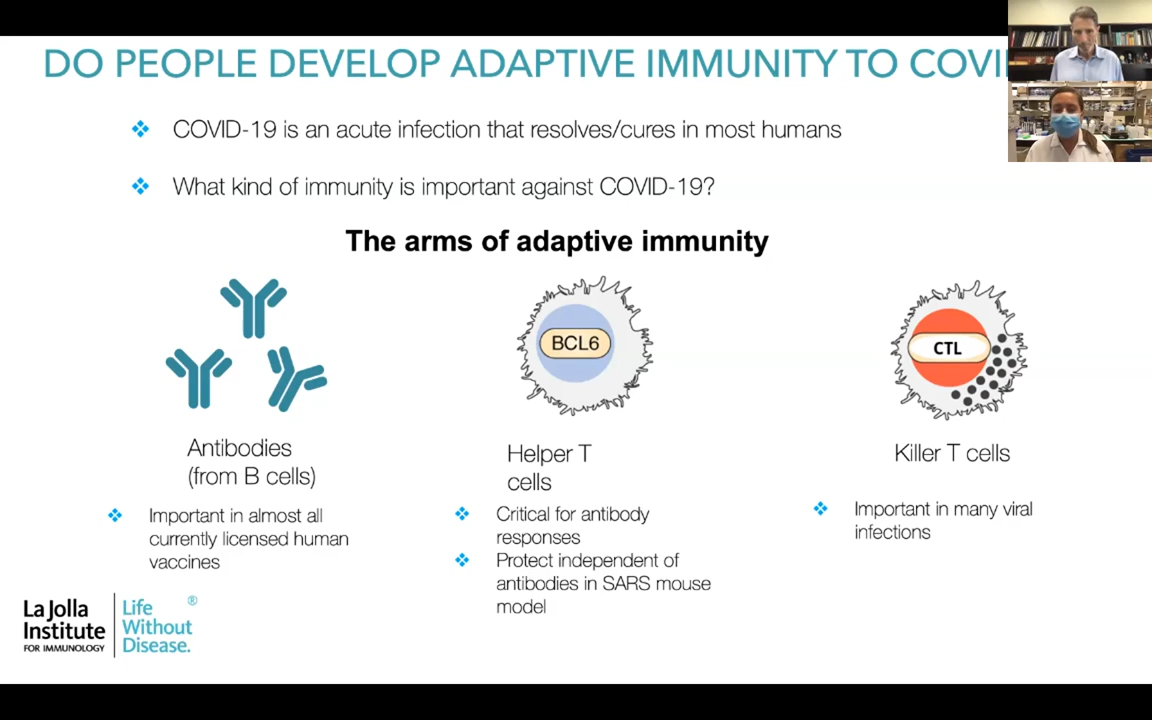 DO PEOPLE DEVELOP ADAPTIVE IMMUNITY TO COVI
COVID-19 is an acute infection that resolves/cures in most humans
What kind of immunity is important against COVID-19?
The arms of adaptive immunity
BCL6
CTL
Antibodies
(from B cells)
Important in almost all
currently licensed human
vaccines
Helper T
cells
Critical for antibody
responses
Protect independent of
antibodies in SARS mouse
model
Killer T cells
Important in many viral
infections
La Jolla
Institute
FOR IMMUNOLOGY
Life
Without
Disease.
®